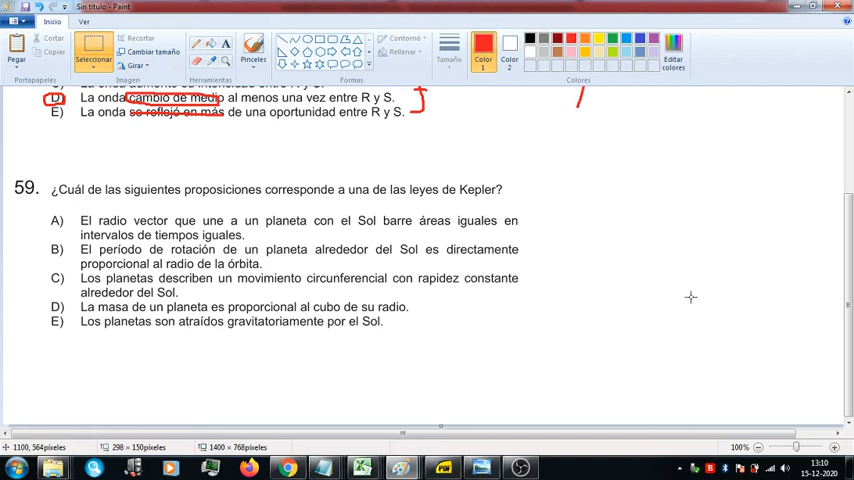 Sin título - Paint
Inicio
Ver
Pegar
Cortar
Copiar
Portapapeles
Seleccionar
Recortar
Cambiar tamaño
Girar
Imagen
A
Herramientas
Pinceles
Contorno
Rellenar
Formas
Tamaño
Color
1
Color
2
Editar
colores
Colores
D) La onda cambio de medio al menos una vez entre R y S.
E) La onda se reflejó en más de una oportunidad entre R y S.
59. ¿Cuál de las siguientes proposiciones corresponde a una de las leyes de Kepler?
A) El radio vector que une a un planeta con el Sol barre áreas iguales en
intervalos de tiempos iguales.
B) El período de rotación de un planeta alrededor del Sol es directamente
proporcional al radio de la órbita.
C) Los planetas describen un movimiento circunferencial con rapidez constante
alrededor del Sol.
D) La masa de un planeta es proporcional al cubo de su radio.
E) Los planetas son atraídos gravitatoriamente por el Sol.
1100, 564píxeles
298 × 150píxeles
1400 × 768píxeles
100%
PDF
13:10
15-12-2020